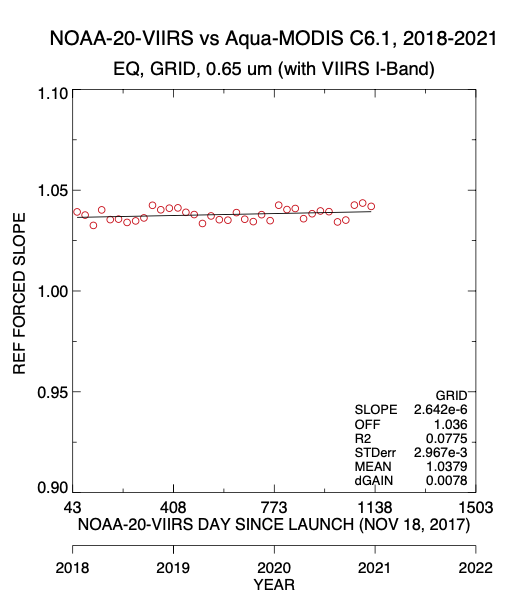 NOAA-20-VIIRS vs Aqua-MODIS C6.1, 2018-2021
EQ, GRID, 0.65 um (with VIIRS I-Band)
1.10
1.05
1.00
0.95
0.90
REF FORCED SLOPE
GRID
SLOPE 2.642e-6
OFF 1.036
R2 0.0775
STDerr 2.967e-3
MEAN 1.0379
dGAIN 0.0078
43 408 773 1138 1503
NOAA-20-VIIRS DAY SINCE LAUNCH (NOV 18, 2017)
2018 2019 2020 2021 2022
YEAR